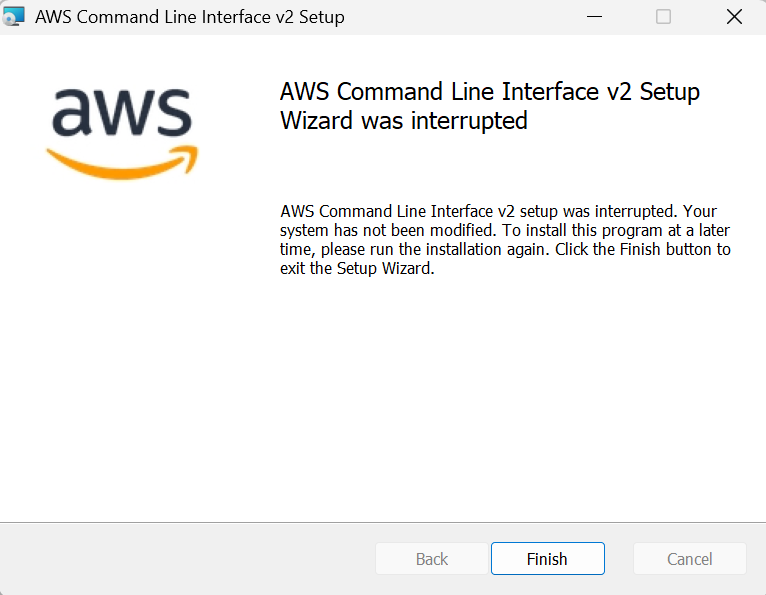 AWS Command Line Interface v2 Setup
aws
AWS Command Line Interface v2 Setup
Wizard was interrupted
AWS Command Line Interface v2 setup was interrupted. Your
system has not been modified. To install this program at a later
time, please run the installation again. Click the Finish button to
exit the Setup Wizard.
Back
Finish
Cancel